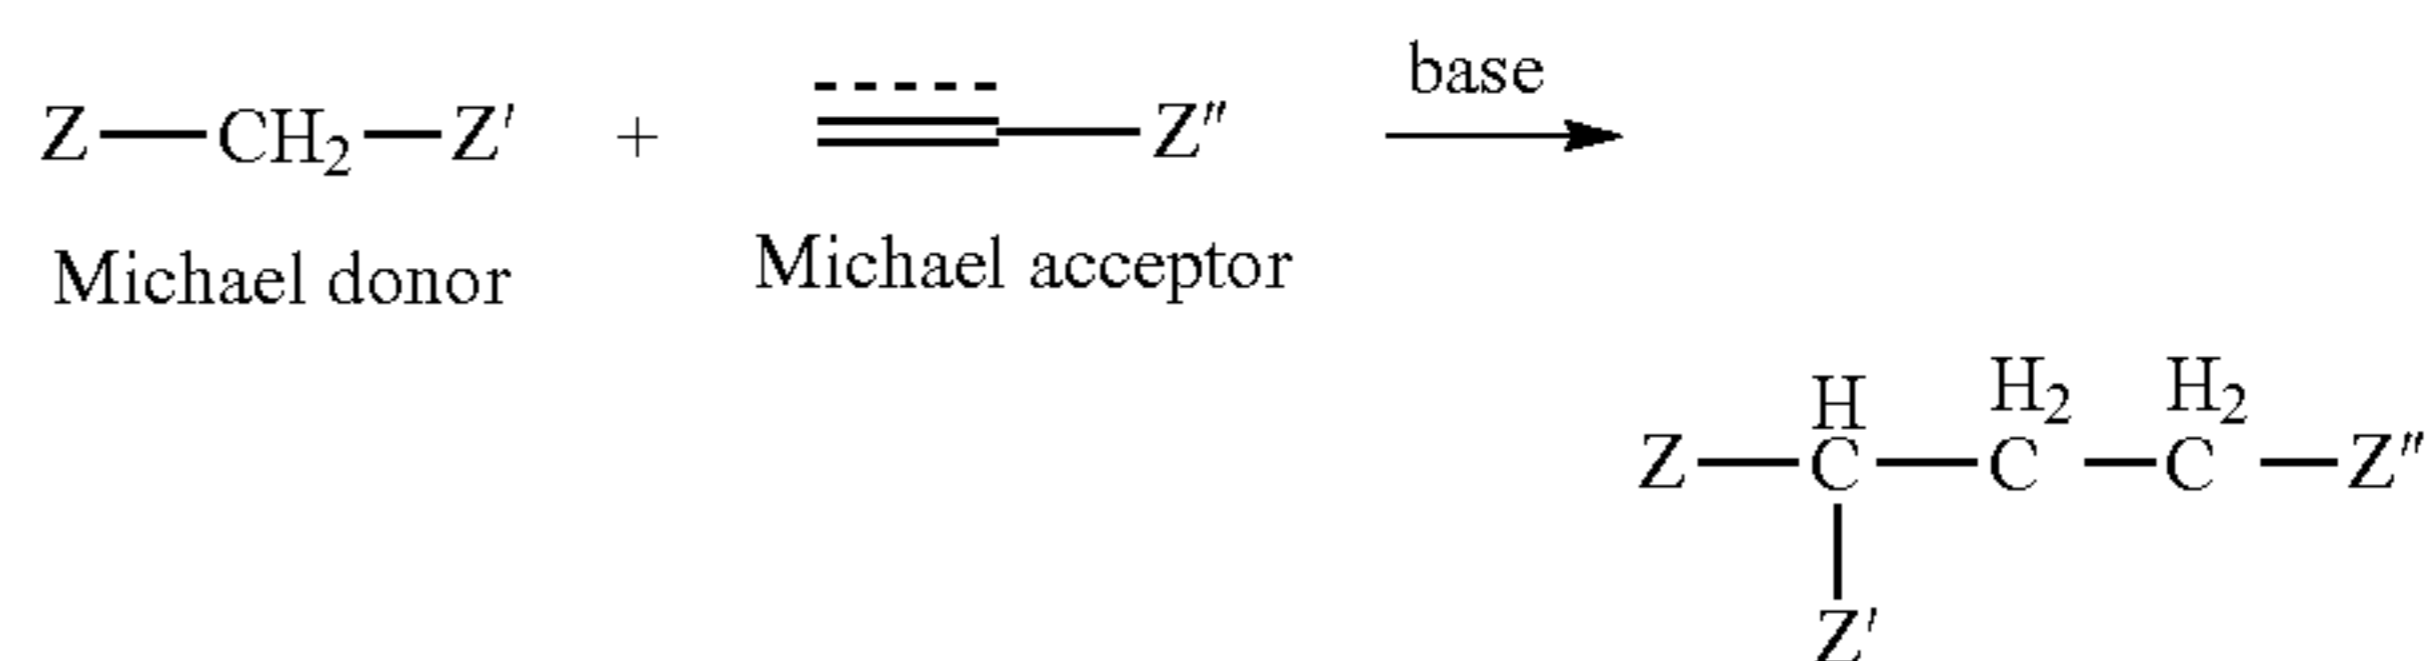 base
Z—CH₂—Z′ + Z″
Michael donor Michael acceptor
H H₂ H₂
Z—C—C—C—Z″
Z′